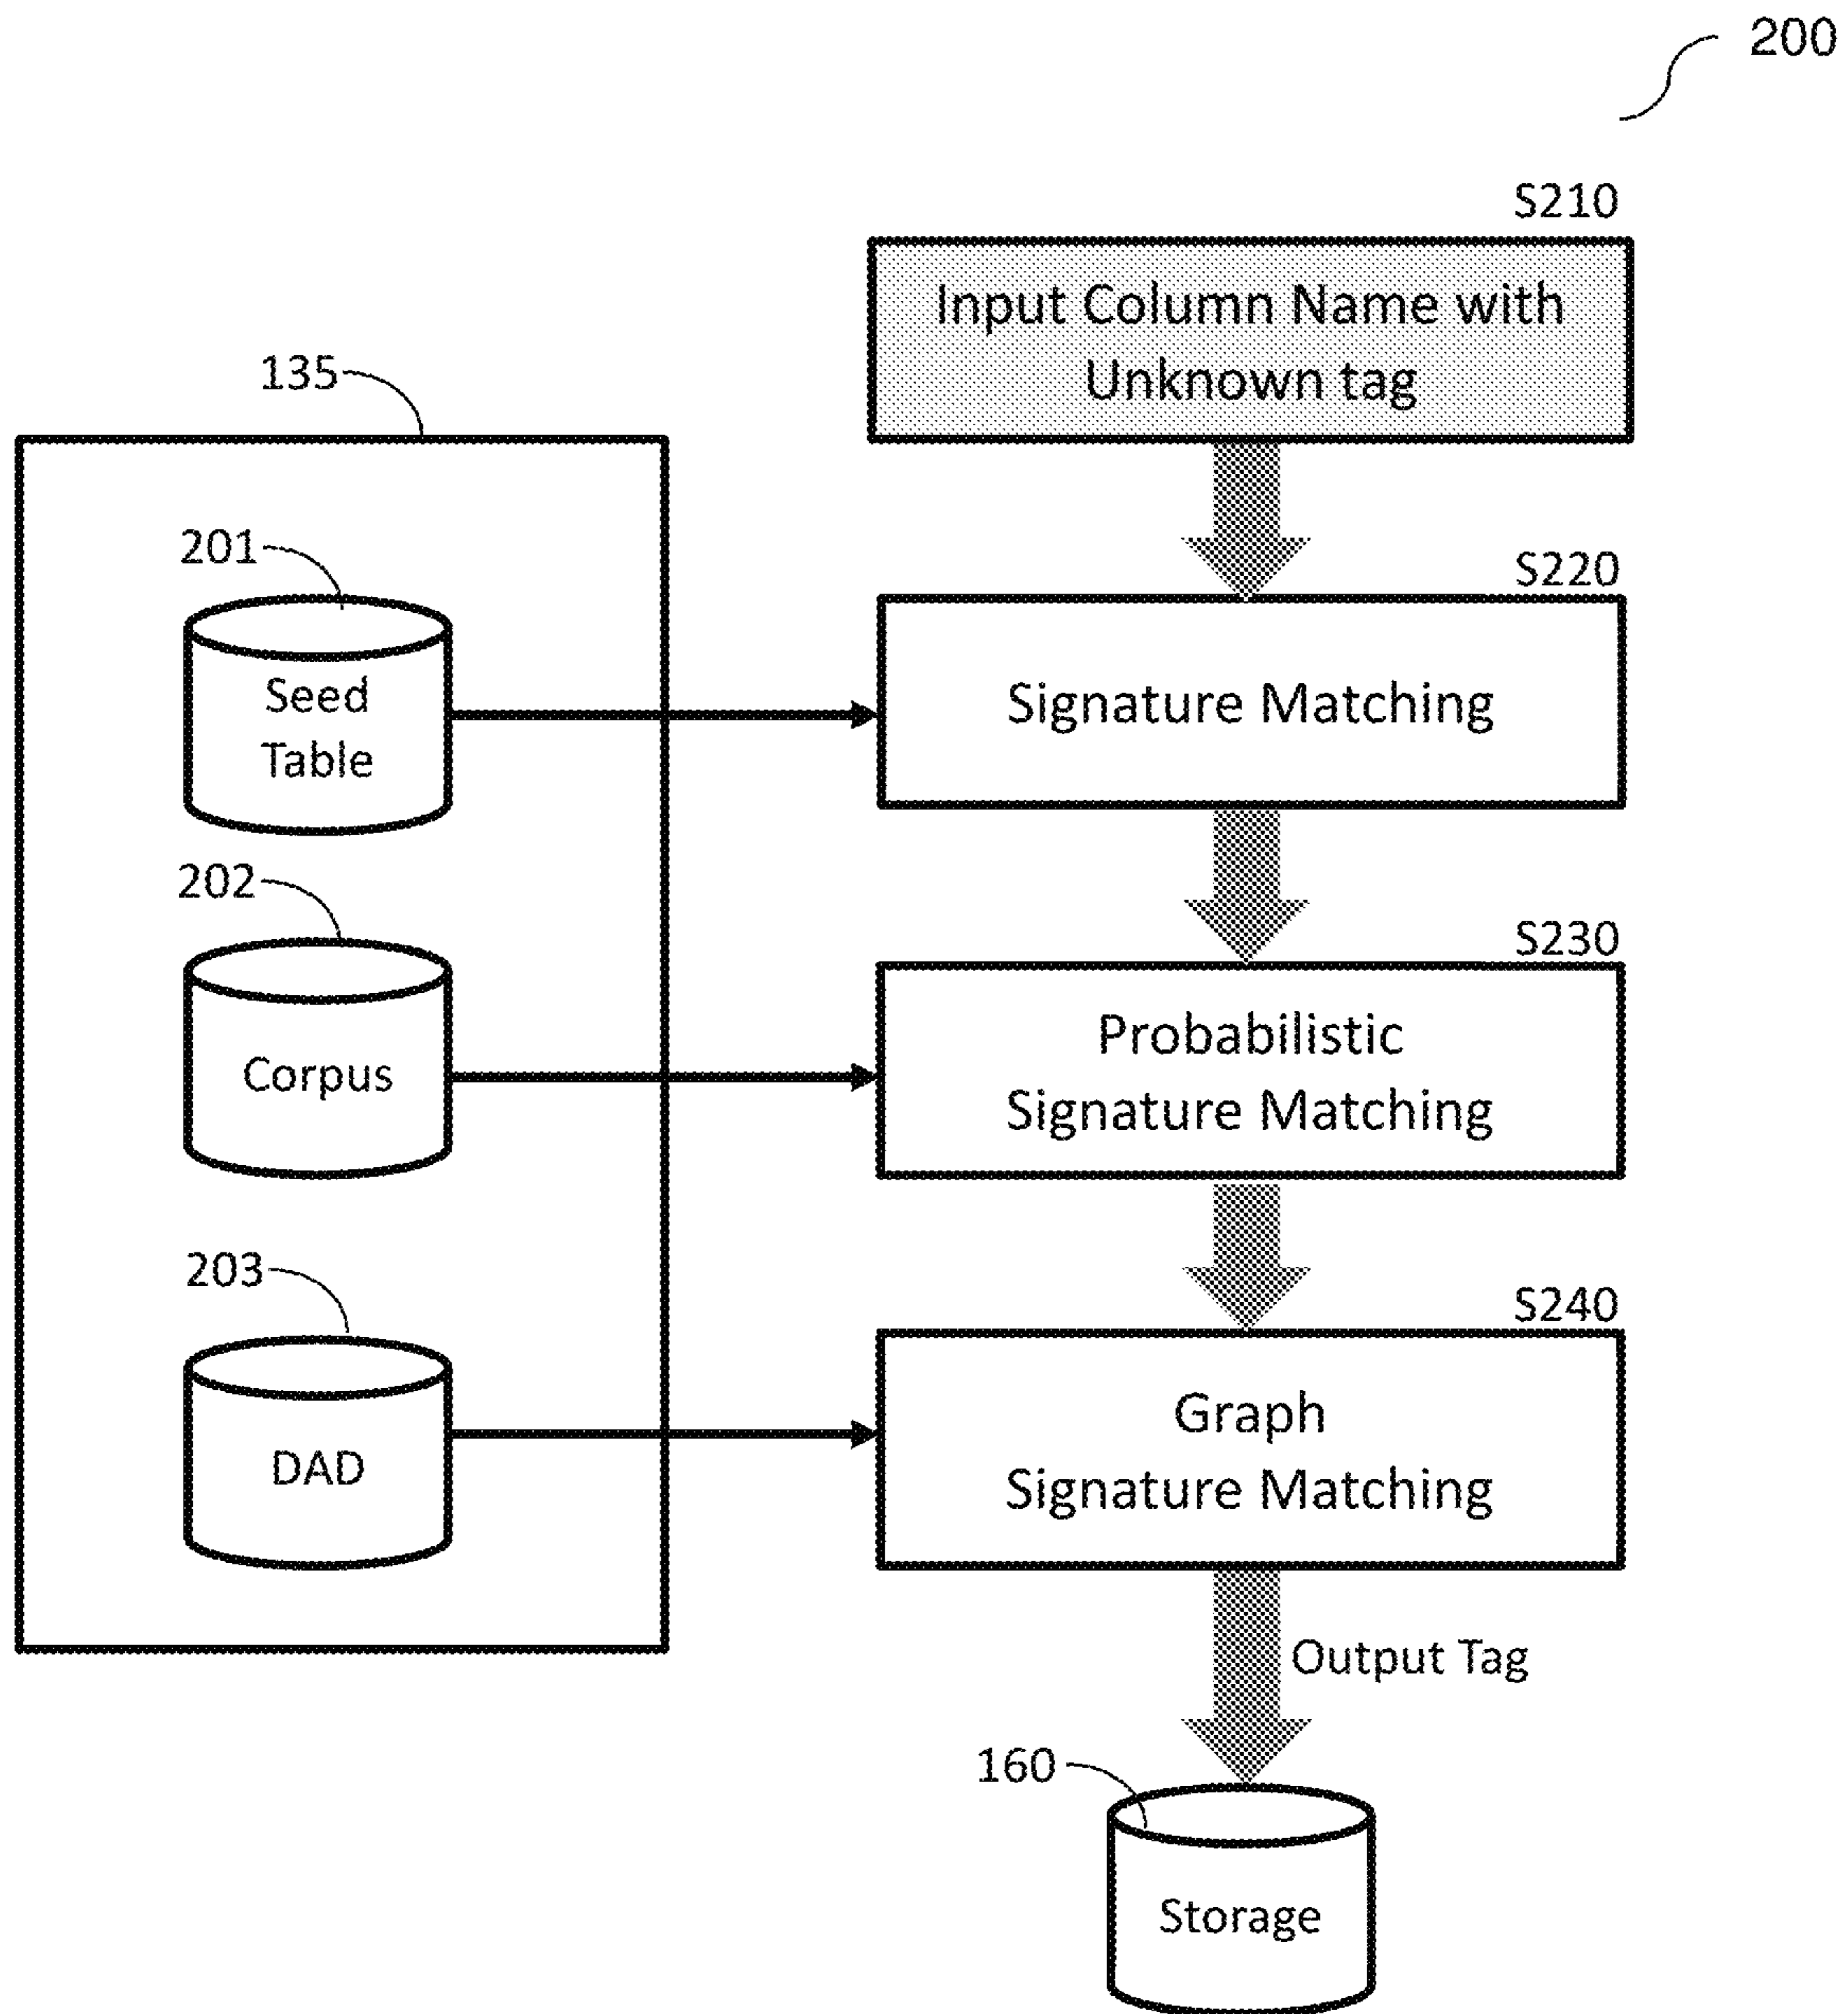 200
S210
Input Column Name with
Unknown tag
135
201
Seed
Table
S220
Signature Matching
202
Corpus
S230
Probabilistic
Signature Matching
203
DAD
S240
Graph
Signature Matching
Output Tag
160
Storage